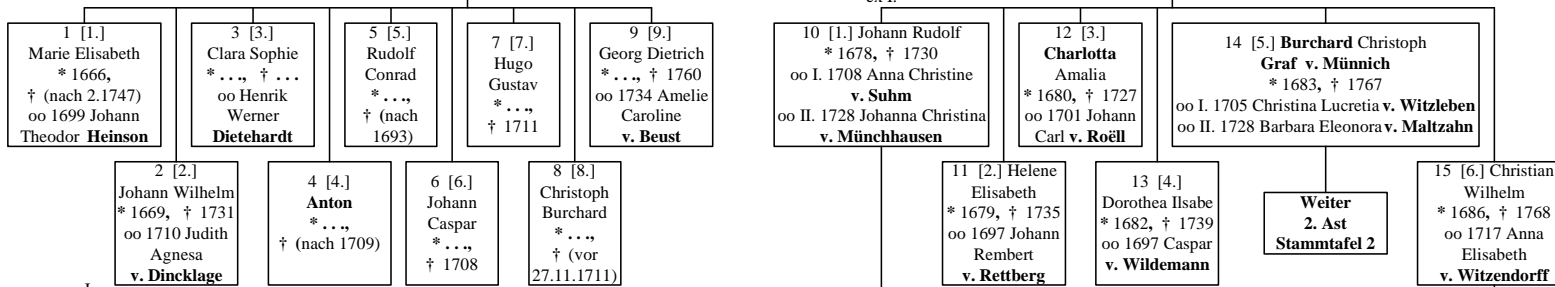 1 [1.]
Marie Elisabeth
* 1666,
† (nach 2.1747)
oo 1699 Johann
Theodor Heinson
2 [2.]
Johann Wilhelm
* 1669, † 1731
oo 1710 Judith
Agnesa
v. Dincklage
3 [3.]
Clara Sophie
* . . ., † . . .
oo Henrik
Werner
Dietehardt
4 [4.]
Anton
* . . .,
† (nach 1709)
5 [5.]
Rudolf
Conrad
* . . .,
† (nach
1693)
6 [6.]
Johann
Caspar
* . . .,
† 1708
7 [7.]
Hugo
Gustav
* . . .,
† 1711
8 [8.]
Christoph
Burchard
* . . .,
† (vor
27.11.1711)
9 [9.]
Georg Dietrich
* . . ., † 1760
oo 1734 Amelie
Caroline
v. Beust
10 [1.] Johann Rudolf
* 1678, † 1730
oo I. 1708 Anna Christine
v. Suhm
oo II. 1728 Johanna Christina
v. Münchhausen
11 [2.] Helene
Elisabeth
* 1679, † 1735
oo 1697 Johann
Rembert
v. Rettberg
12 [3.]
Charlotta
Amalia
* 1680, † 1727
oo 1701 Johann
Carl v. Roëll
13 [4.]
Dorothea Ilsabe
* 1682, † 1739
oo 1697 Caspar
v. Wildemann
14 [5.] Burchard Christoph
Graf v. Münnich
* 1683, † 1767
oo I. 1705 Christina Lucretia v. Witzleben
oo II. 1728 Barbara Eleonora v. Maltzahn
Weiter
2. Ast
Stammtafel 2
15 [6.] Christian
Wilhelm
* 1686, † 1768
oo 1717 Anna
Elisabeth
v. Witzendorff